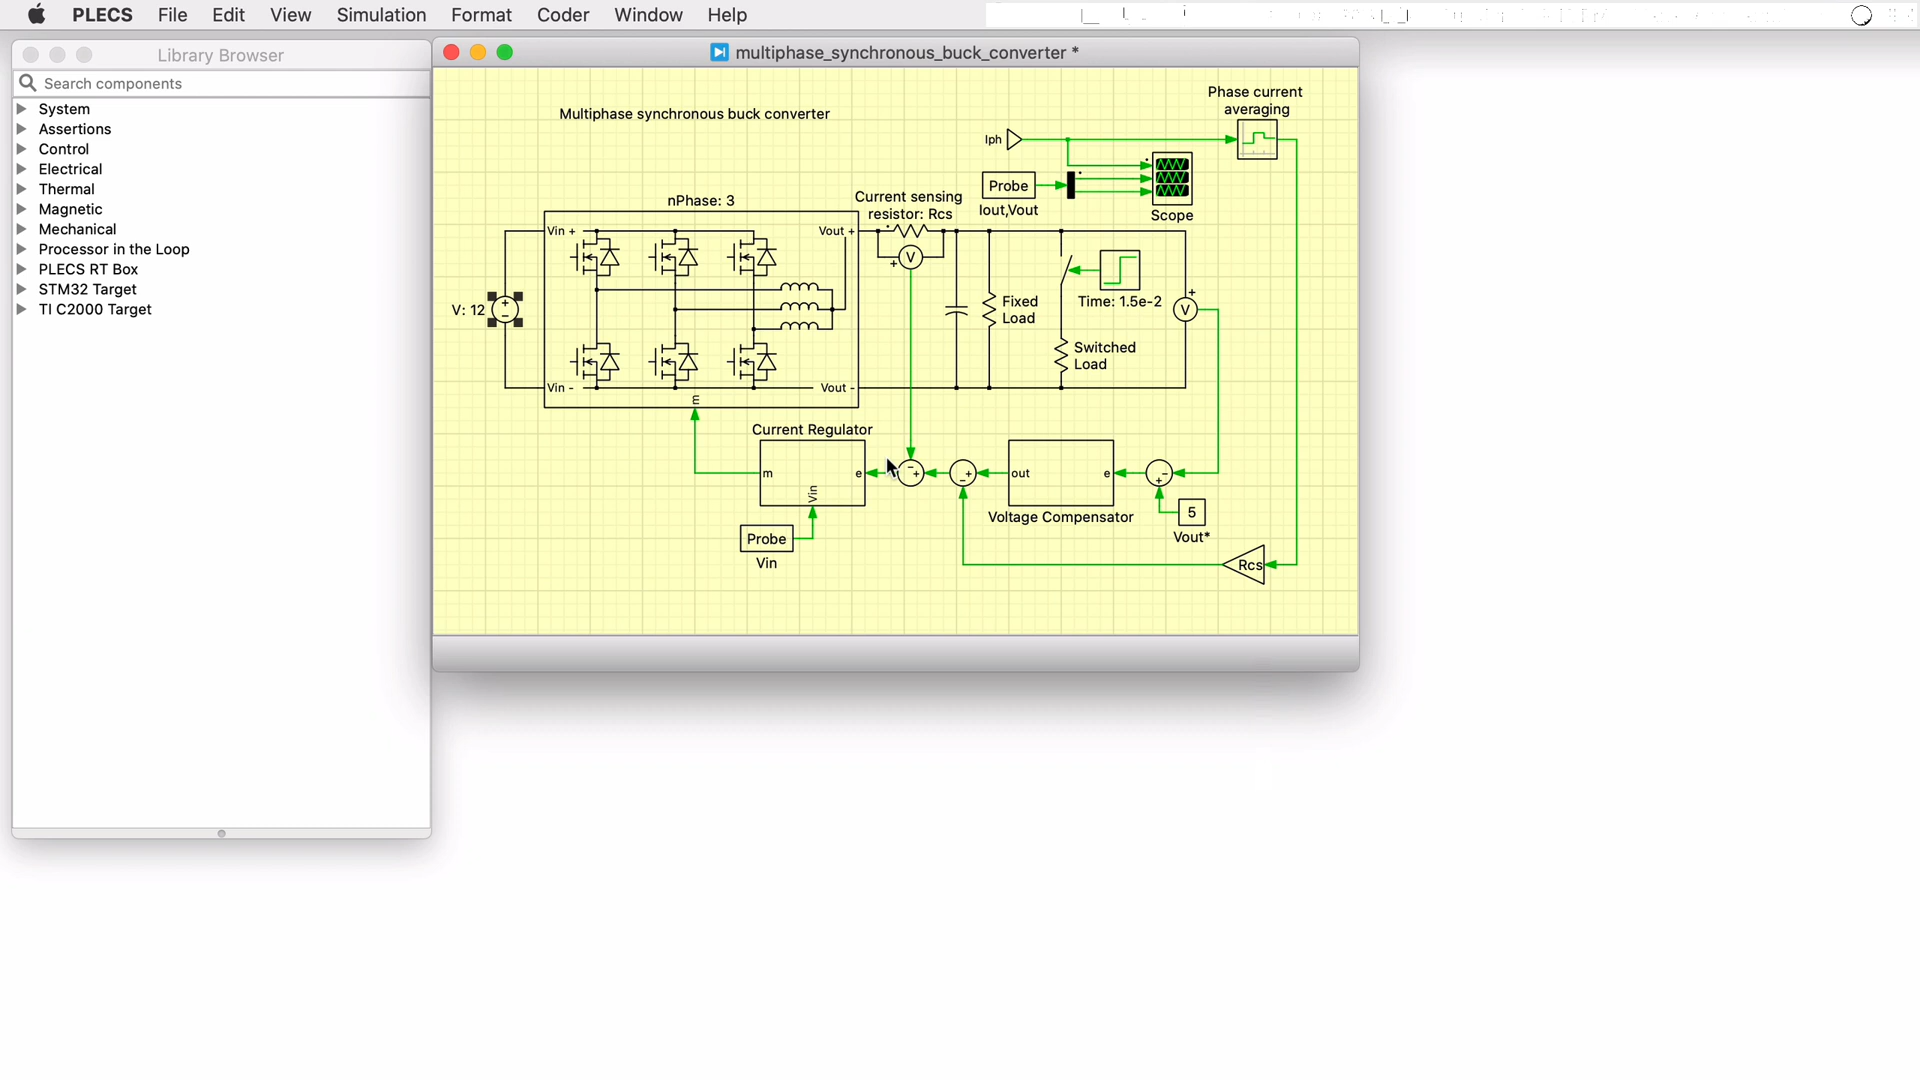 PLECS File Edit View Simulation Format Coder Window Help
Library Browser
Search components
System
Assertions
Control
Electrical
Thermal
Magnetic
Mechanical
Processor in the Loop
PLECS RT Box
STM32 Target
TI C2000 Target
multiphase_synchronous_buck_converter *
Multiphase synchronous buck converter
Phase current
averaging
Iph
Probe
Iout,Vout
Scope
nPhase: 3
Current sensing
resistor: Rcs
Vin +
Vout +
V
+
V: 12
+
−
Fixed
Load
Time: 1.5e-2
+
V
Switched
Load
Vin -
Vout -
m
Current Regulator
m
e
Vin
−
+
+
−
out
e
Voltage Compensator
−
+
5
Vout*
Probe
Vin
Rcs